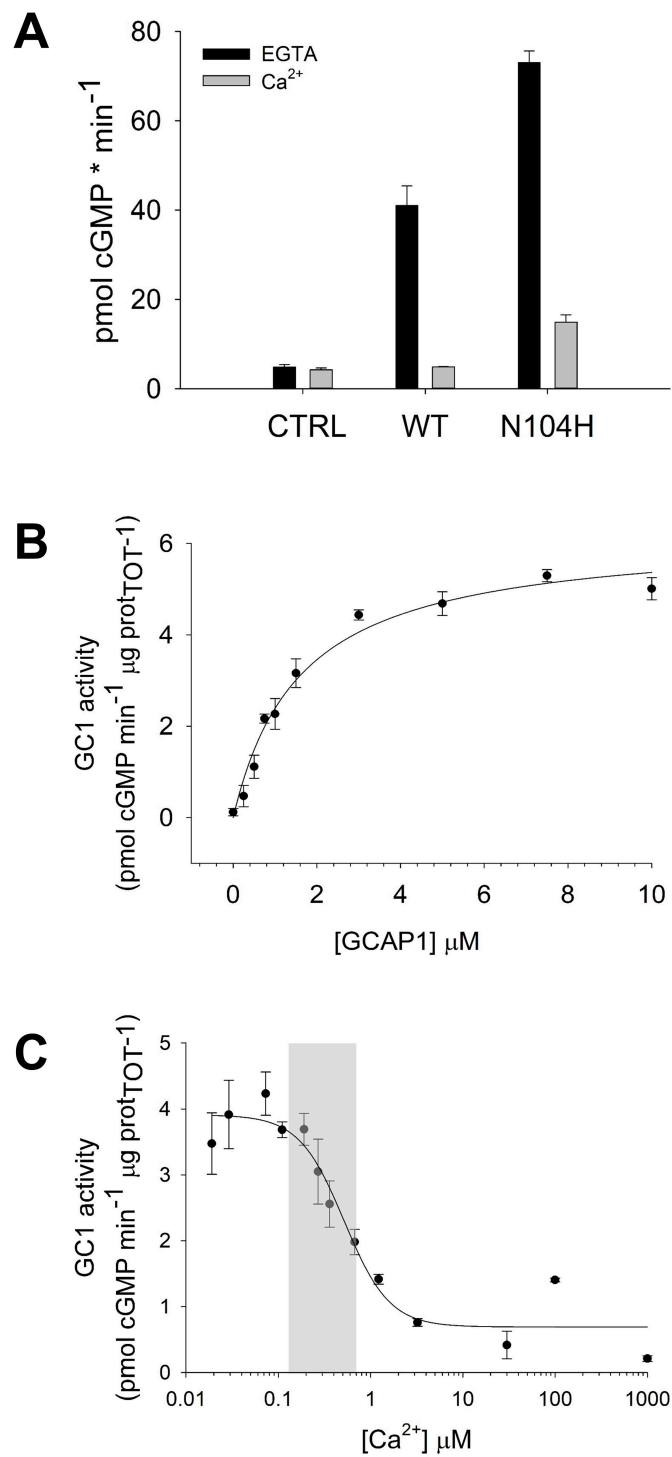 A
80
60
40
20
0
pmol cGMP * min⁻¹
EGTA
Ca²⁺
CTRL WT N104H
B
6
4
2
0
GC1 activity
(pmol cGMP min⁻¹ μg protTOT-1)
0 2 4 6 8 10
[GCAP1] μM
C
5
4
3
2
1
0
GC1 activity
(pmol cGMP min⁻¹ μg protTOT-1)
0.01 0.1 1 10 100 1000
[Ca²⁺] μM